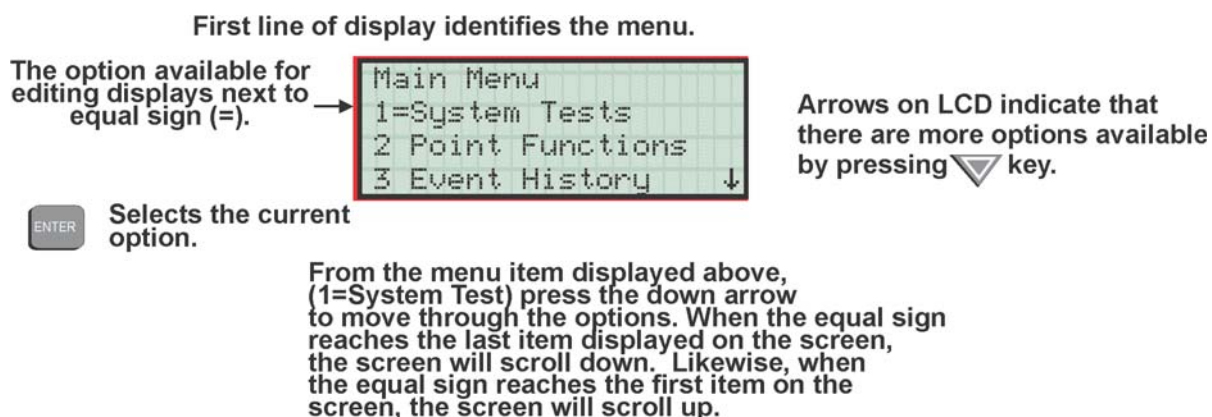 First line of display identifies the menu.
The option available for
editing displays next to
equal sign (=).
Main Menu
1=System Tests
2 Point Functions
3 Event History ↓
Arrows on LCD indicate that
there are more options available
by pressing key.
ENTER
Selects the current
option.
From the menu item displayed above,
(1=System Test) press the down arrow
to move through the options. When the equal sign
reaches the last item displayed on the screen,
the screen will scroll down. Likewise, when
the equal sign reaches the first item on the
screen, the screen will scroll up.